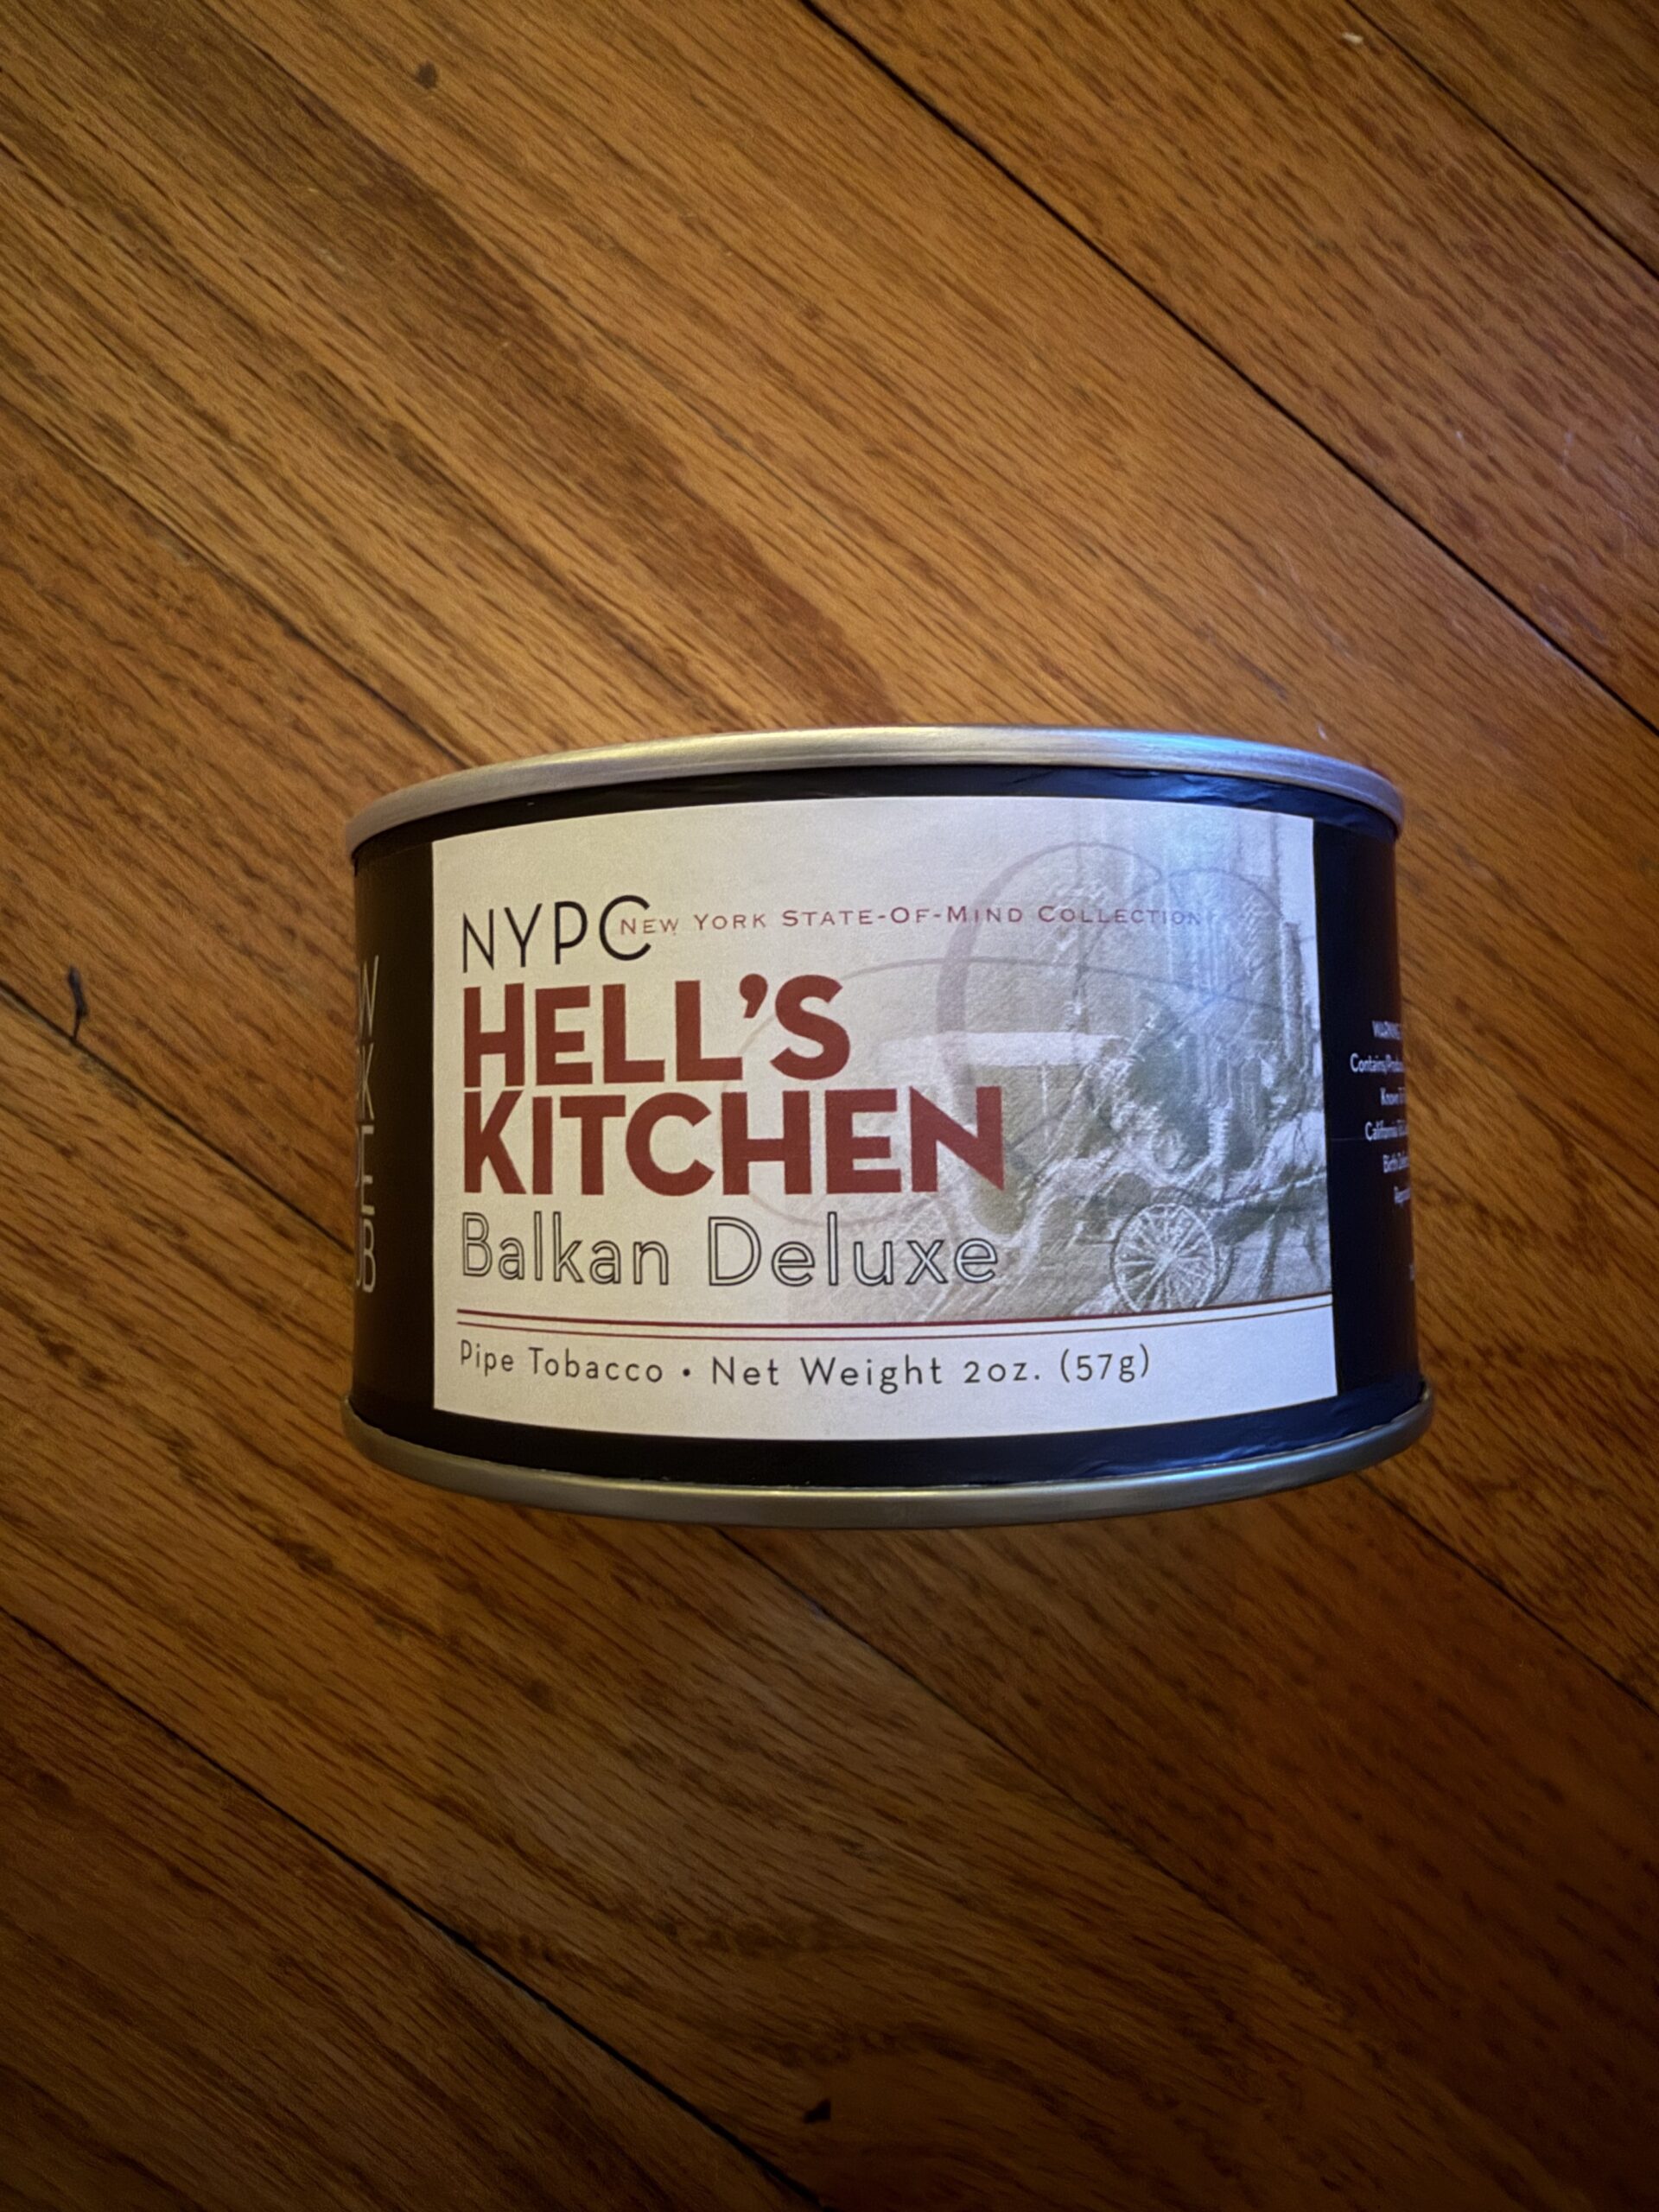 NYPC
New York State-Of-Mind Collection
HELL'S
KITCHEN
Balkan Deluxe
Pipe Tobacco • Net Weight 2oz. (57g)